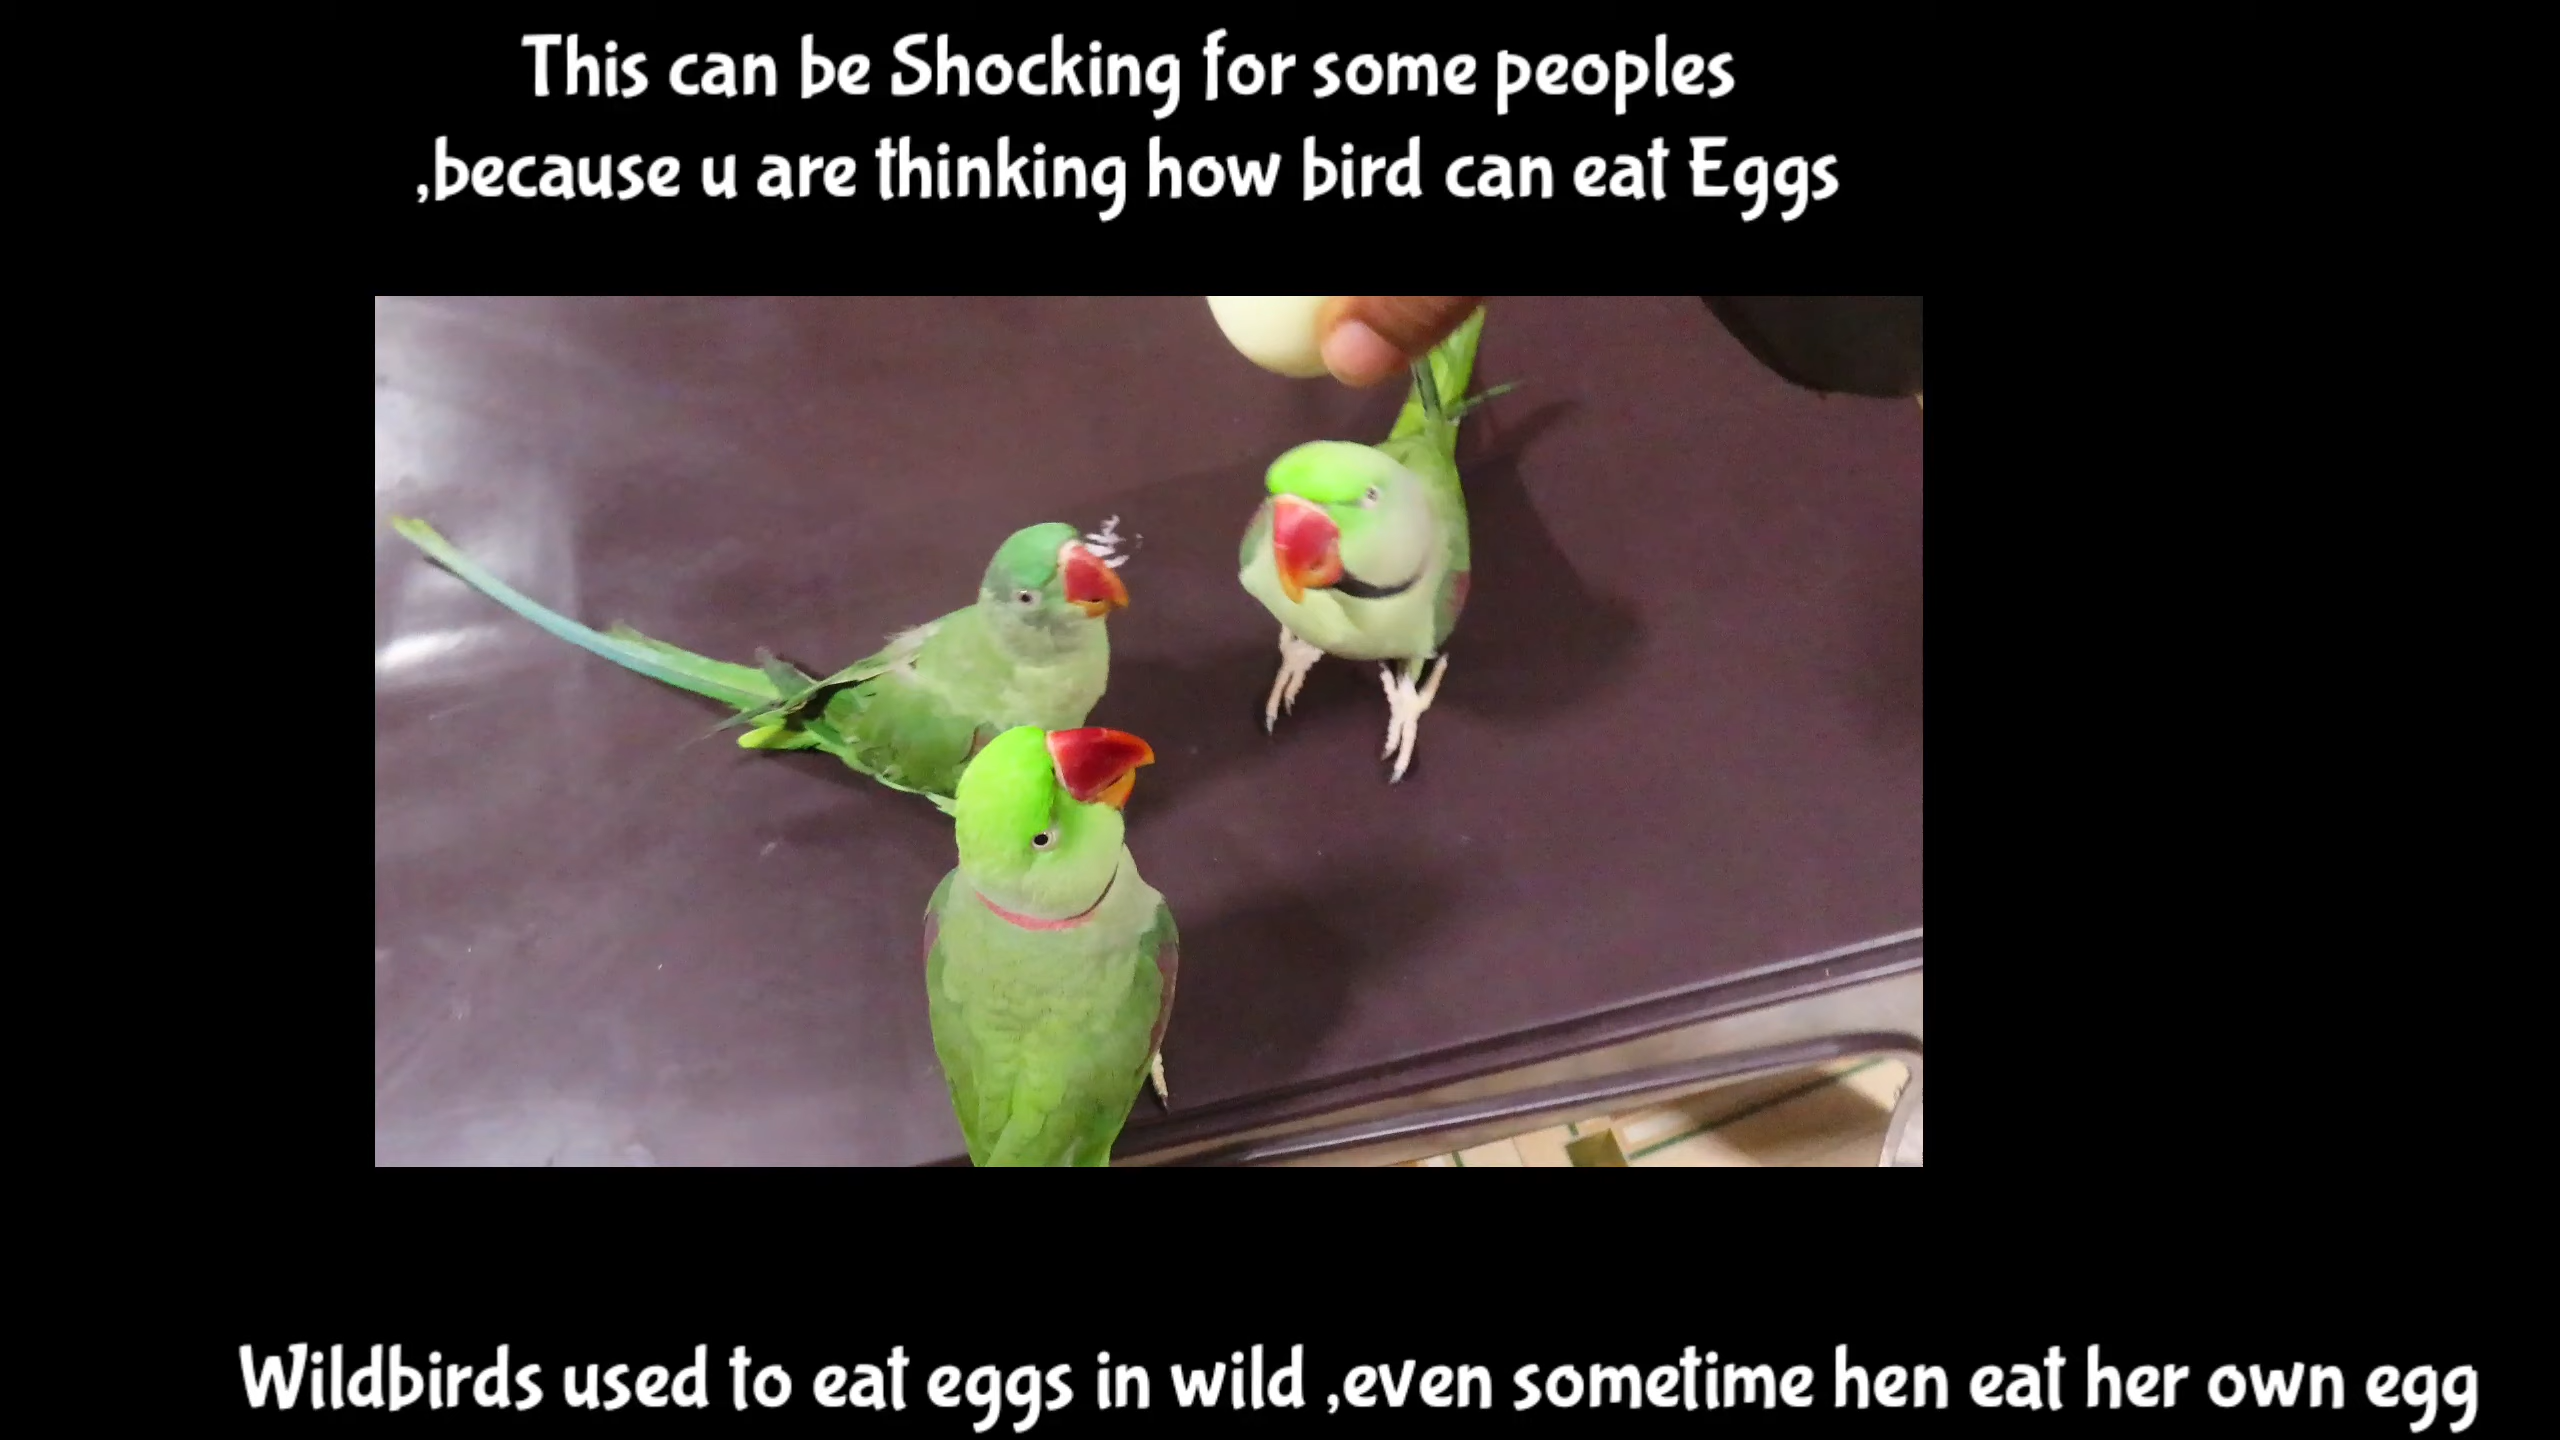 This can be Shocking for some peoples
,because u are thinking how bird can eat Eggs
Wildbirds used to eat eggs in wild ,even sometime hen eat her own egg